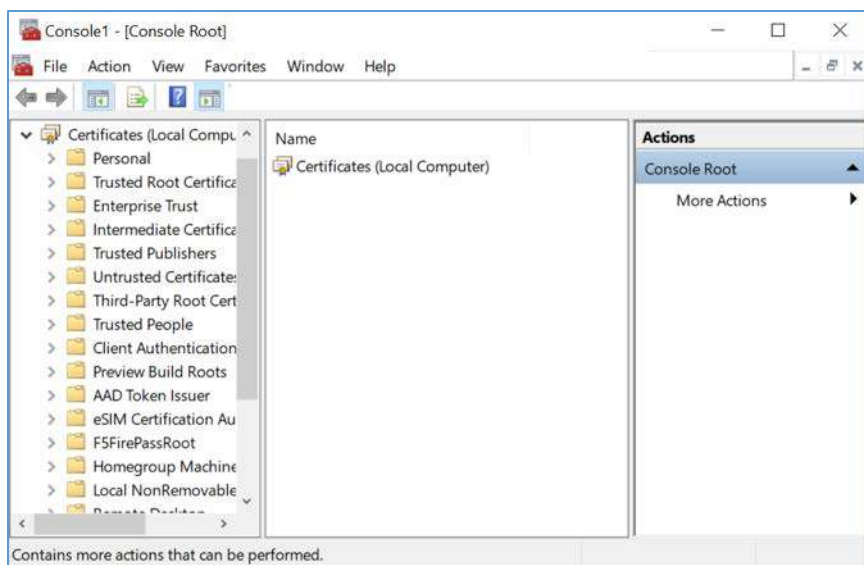 Console1 - [Console Root]
File Action View Favorites Window Help
Certificates (Local Compu
Personal
Trusted Root Certifica
Enterprise Trust
Intermediate Certifica
Trusted Publishers
Untrusted Certificate
Third-Party Root Cert
Trusted People
Client Authentication
Preview Build Roots
AAD Token Issuer
eSIM Certification Au
F5FirePassRoot
Homegroup Machine
Local NonRemovable
Remote Desktop
Name
Certificates (Local Computer)
Actions
Console Root
More Actions
Contains more actions that can be performed.